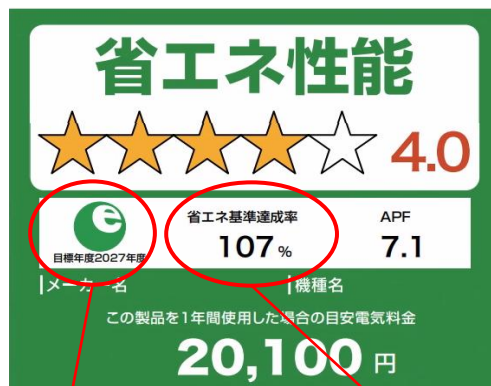 省エネ性能
4.0
e
目標年度2027年度
省エネ基準達成率
107%
APF
7.1
メーカー名
機種名
この製品を1年間使用した場合の目安電気料金
20,100円